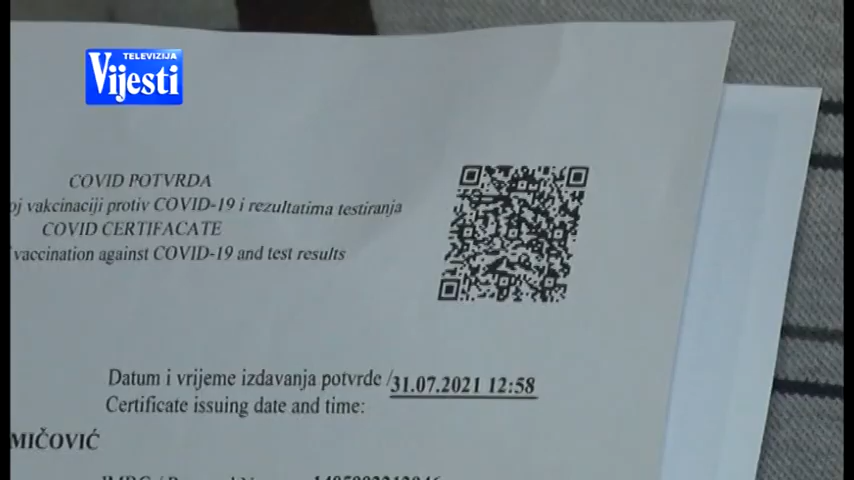 TELEVIZIJA
Vijesti
COVID POTVRDA
vakcinaciji protiv COVID-19 i rezultatima testiranja
COVID CERTIFACATE
vaccination against COVID-19 and test results
Datum i vrijeme izdavanja potvrde /31.07.2021 12:58
Certificate issuing date and time:
MIČOVIĆ